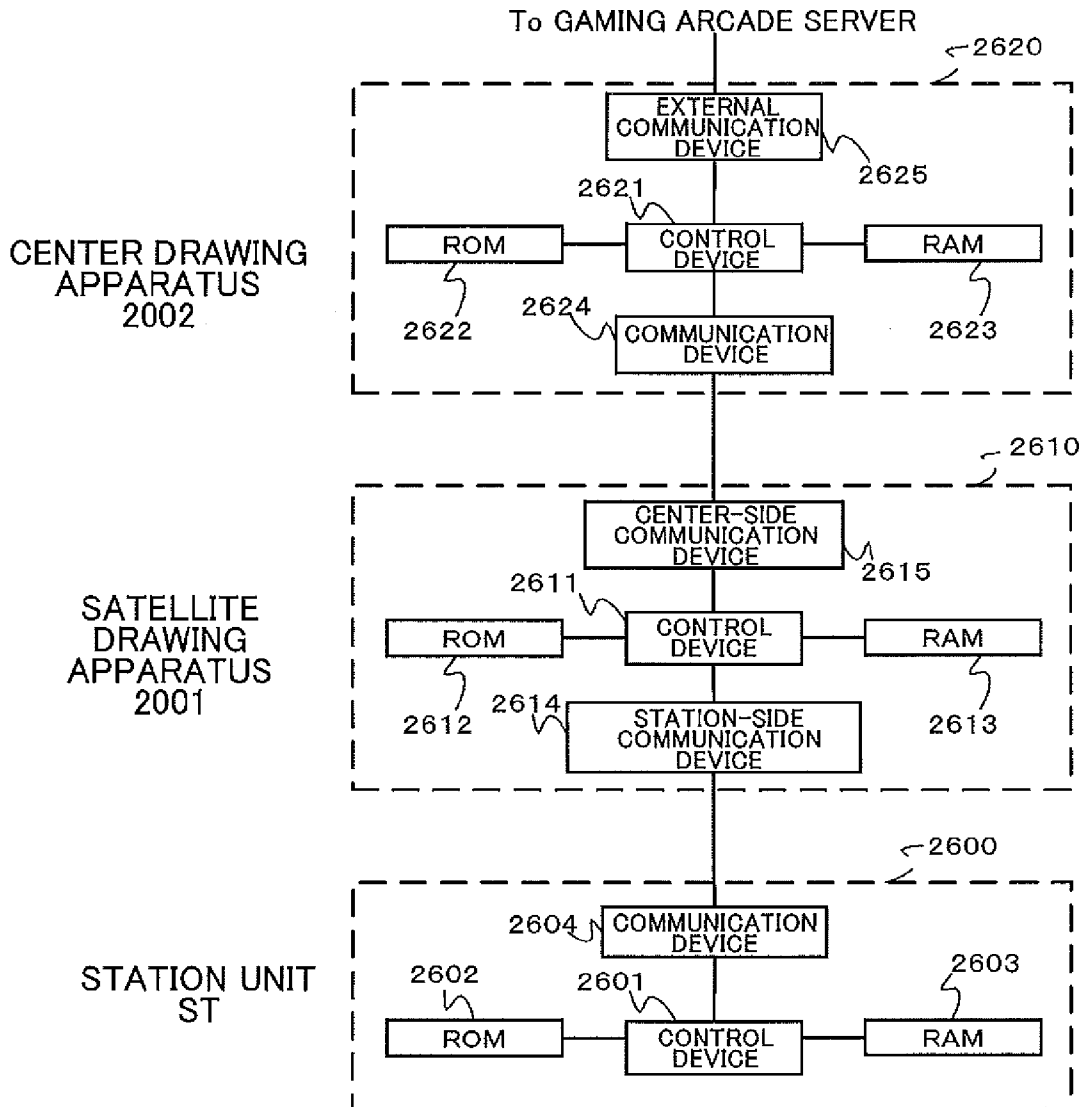 To GAMING ARCADE SERVER
2620
EXTERNAL
COMMUNICATION
DEVICE
2625
2621
CENTER DRAWING
APPARATUS
2002
ROM
CONTROL
DEVICE
RAM
2622
2624
2623
COMMUNICATION
DEVICE
2610
CENTER-SIDE
COMMUNICATION
DEVICE
2615
2611
SATELLITE
DRAWING
APPARATUS
2001
ROM
CONTROL
DEVICE
RAM
2612
2614
2613
STATION-SIDE
COMMUNICATION
DEVICE
2600
2604
COMMUNICATION
DEVICE
STATION UNIT
ST
2602
2601
2603
ROM
CONTROL
DEVICE
RAM